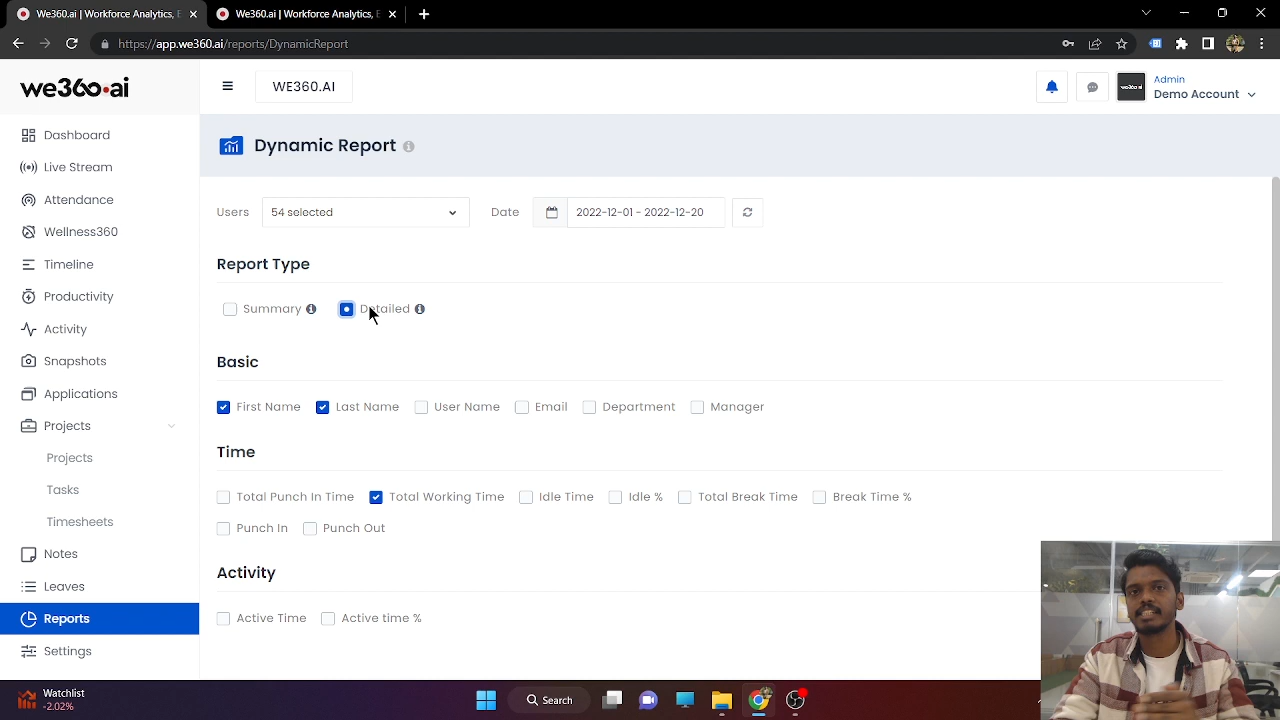 We360.ai | Workforce Analytics, E
We360.ai | Workforce Analytics, E
https://app.we360.ai/reports/DynamicReport
we360.ai
WE360.AI
Admin
Demo Account
Dashboard
Live Stream
Attendance
Wellness360
Timeline
Productivity
Activity
Snapshots
Applications
Projects
Projects
Tasks
Timesheets
Notes
Leaves
Reports
Settings
Dynamic Report
Users 54 selected Date 2022-12-01 - 2022-12-20
Report Type
Summary Detailed
Basic
First Name Last Name User Name Email Department Manager
Time
Total Punch In Time Total Working Time Idle Time Idle % Total Break Time Break Time %
Punch In Punch Out
Activity
Active Time Active time %
Watchlist
-2.02%
Search